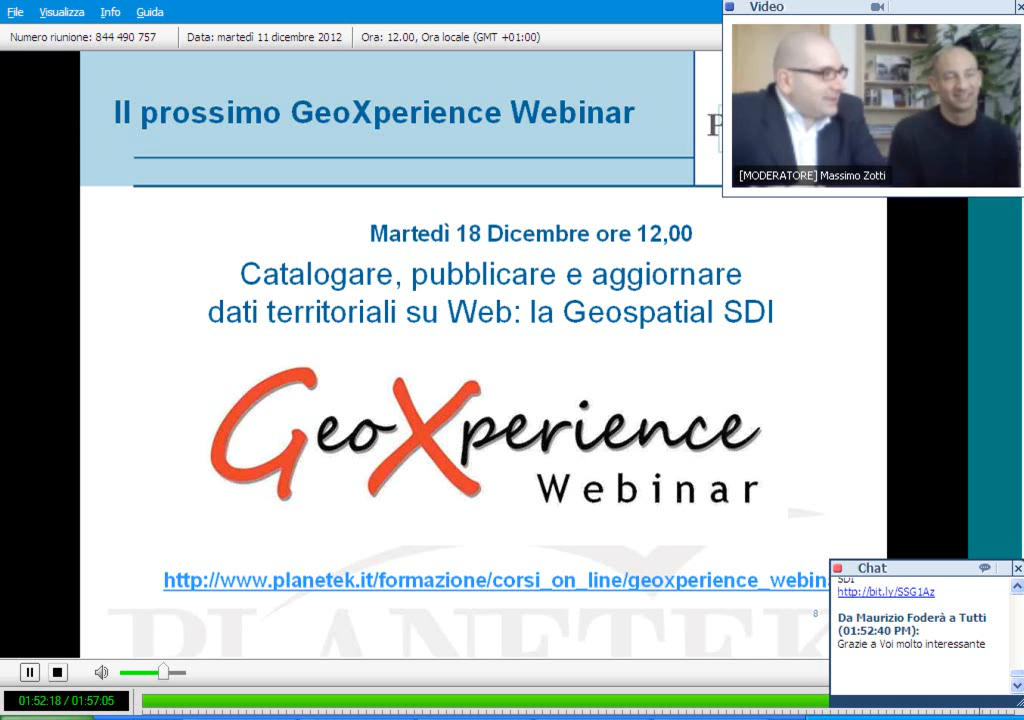 File Visualizza Info Guida
Numero riunione: 844 490 757 Data: martedì 11 dicembre 2012 Ora: 12.00, Ora locale (GMT +01:00)
Video
[MODERATORE] Massimo Zotti
Il prossimo GeoXperience Webinar
P
Martedì 18 Dicembre ore 12,00
Catalogare, pubblicare e aggiornare
dati territoriali su Web: la Geospatial SDI
GeoXperience
Webinar
http://www.planetek.it/formazione/corsi_on_line/geoxperience_webin
PLANETEK
8
Chat
SDI
http://bit.ly/SSG1Az
Da Maurizio Foderà a Tutti
(01:52:40 PM):
Grazie a Voi molto interessante
01:52:18 / 01:57:05